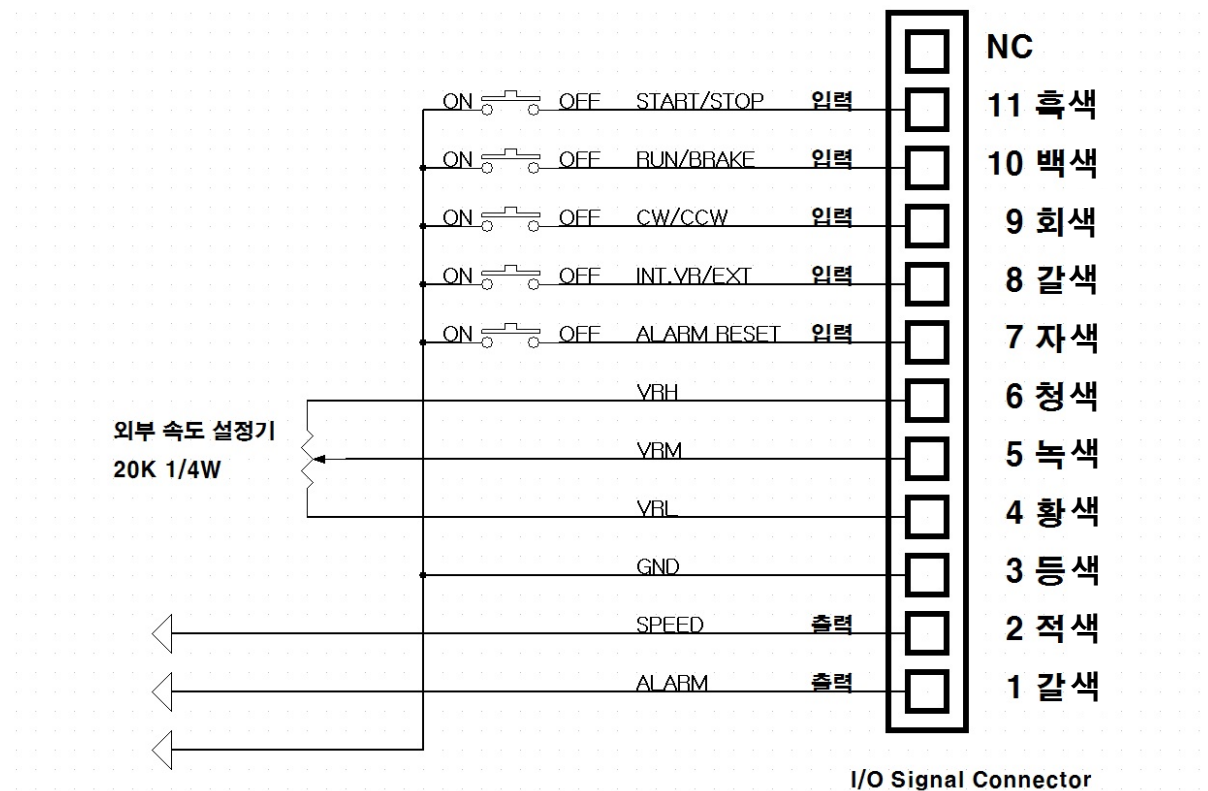 NC
ON OFF START/STOP 입력 11 흑색
ON OFF RUN/BRAKE 입력 10 백색
ON OFF CW/CCW 입력 9 회색
ON OFF INT.VR/EXT 입력 8 갈색
ON OFF ALARM RESET 입력 7 자색
VRH 6 청색
외부 속도 설정기
20K 1/4W
VRM 5 녹색
VRL 4 황색
GND 3 등색
SPEED 출력 2 적색
ALARM 출력 1 갈색
I/O Signal Connector